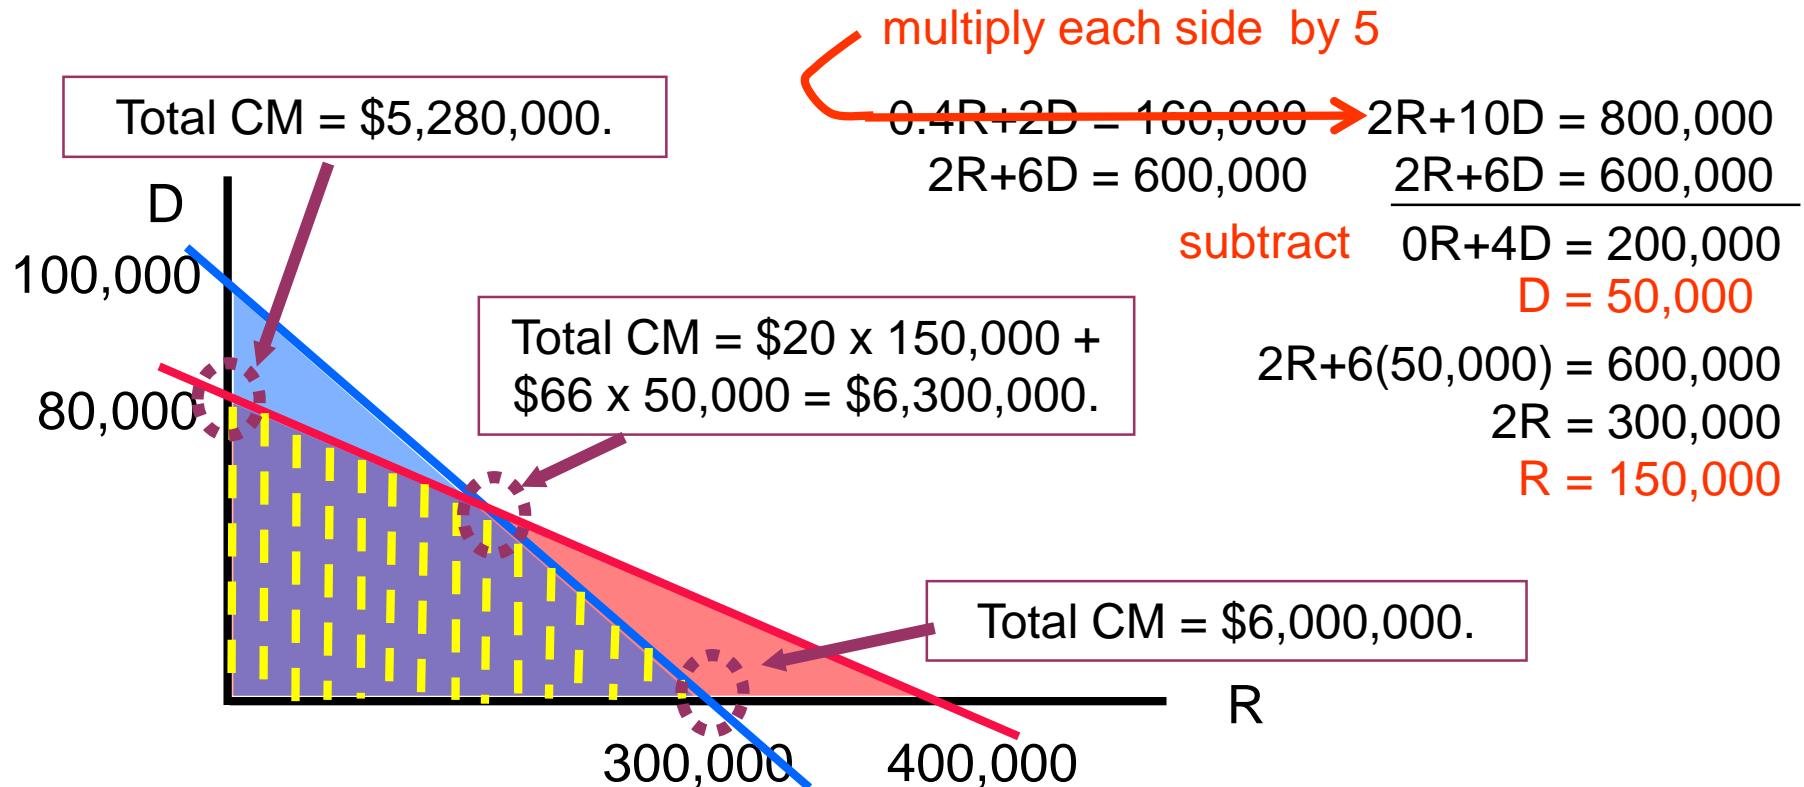 multiply each side by 5
Total CM = $5,280,000.
0.4R+2D = 160,000
2R+10D = 800,000
2R+6D = 600,000
2R+6D = 600,000
D
subtract
0R+4D = 200,000
100,000
D = 50,000
Total CM = $20 x 150,000 +
$66 x 50,000 = $6,300,000.
2R+6(50,000) = 600,000
80,000
2R = 300,000
R = 150,000
Total CM = $6,000,000.
R
300,000
400,000